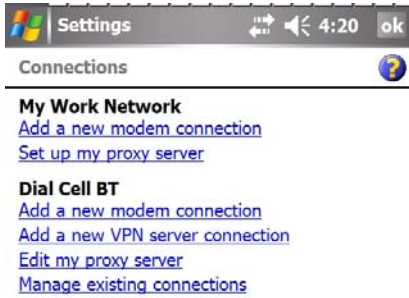 Settings 4:20 ok
Connections ?
My Work Network
Add a new modem connection
Set up my proxy server
Dial Cell BT
Add a new modem connection
Add a new VPN server connection
Edit my proxy server
Manage existing connections